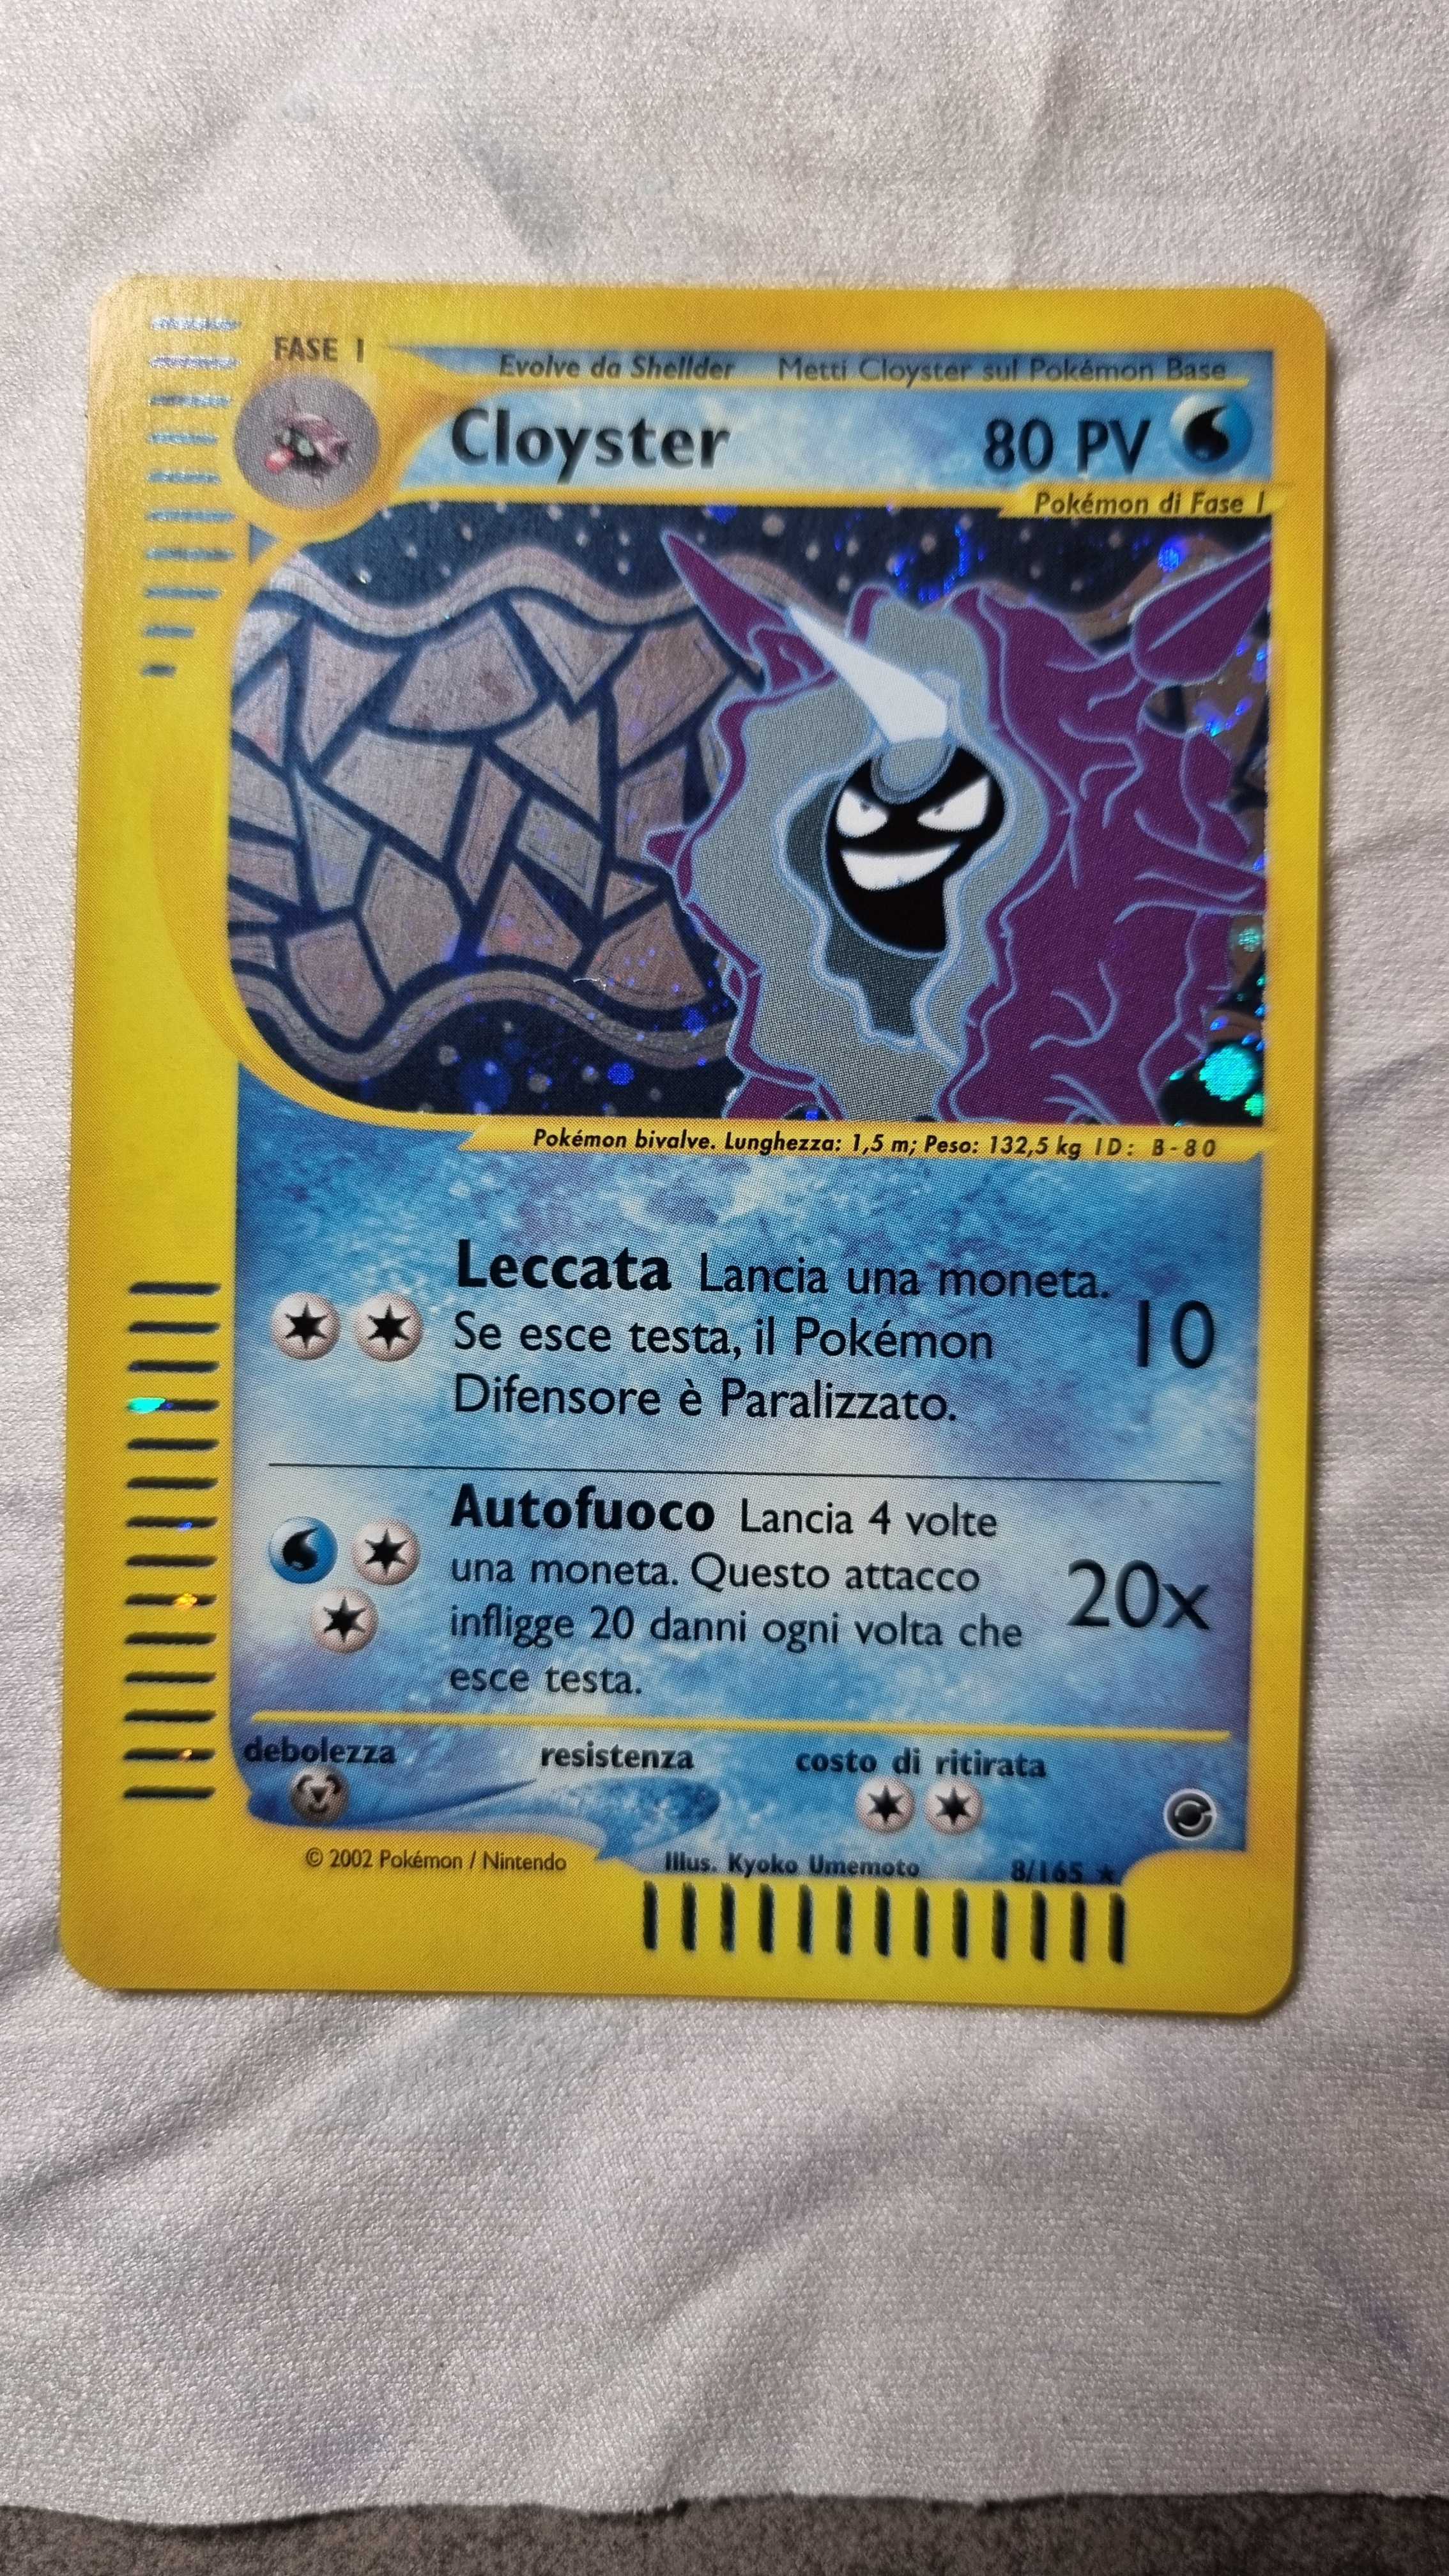 FASE 1
Evolve da Shellder Metti Cloyster sul Pokémon Base
Cloyster 80 PV
Pokémon di Fase 1
Pokémon bivalve. Lunghezza: 1,5 m; Peso: 132,5 kg ID: B-80
Leccata Lancia una moneta.
Se esce testa, il Pokémon
Difensore è Paralizzato.
10
Autofuoco Lancia 4 volte
una moneta. Questo attacco
infligge 20 danni ogni volta che
esce testa.
20x
debolezza resistenza costo di ritirata
© 2002 Pokémon / Nintendo Illus. Kyoko Umemoto 8/165 ★